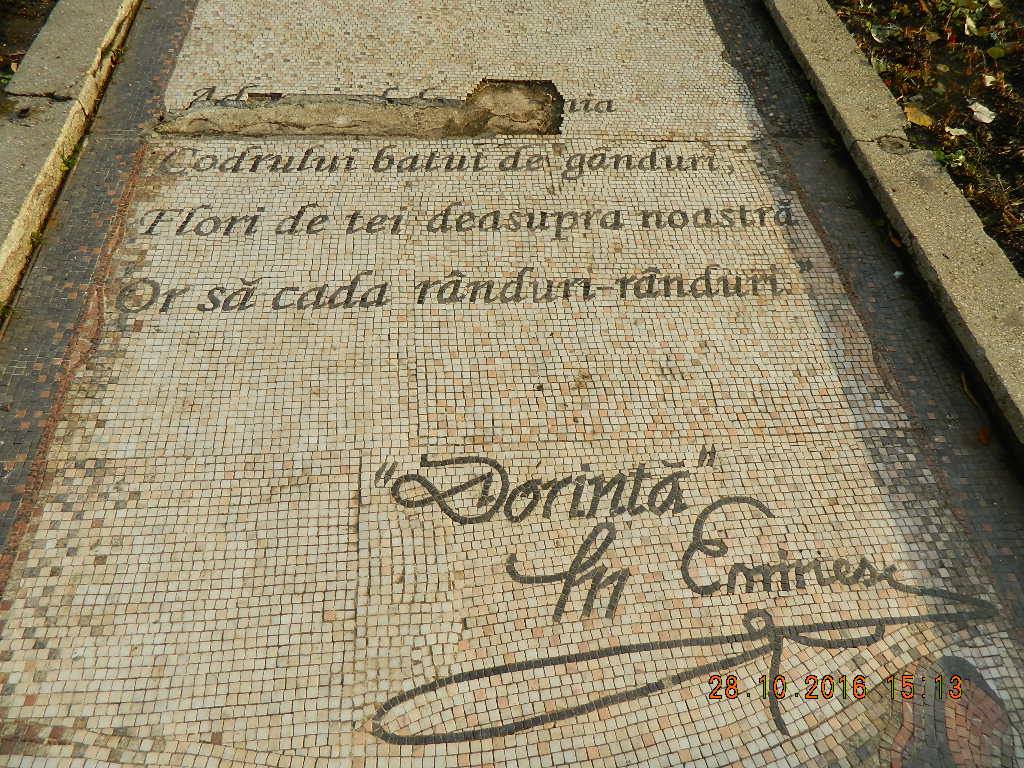 Codrului batut de gânduri,
Flori de tei deasupra noastră
Or să cada rânduri-rânduri."
"Dorintă"
M Eminescu
28.10.2016 15:13